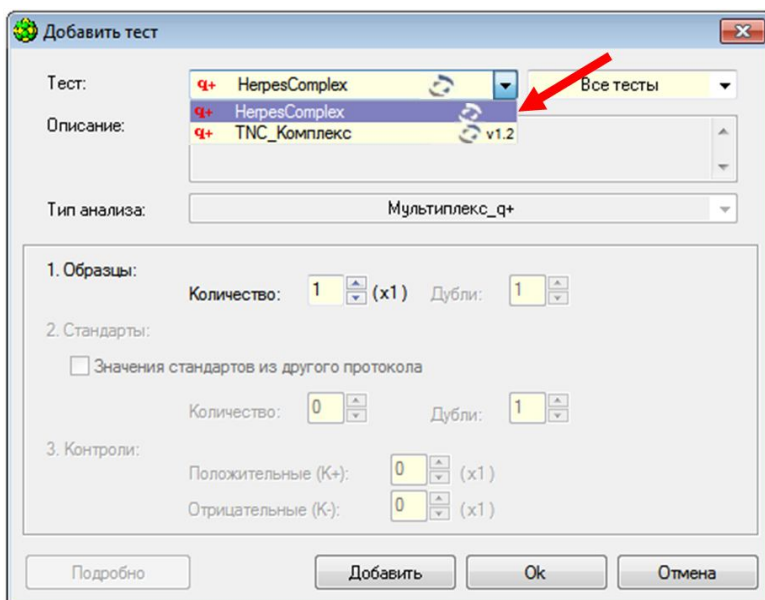 Добавить тест
Тест: q+ HerpesComplex Все тесты
q+ HerpesComplex
Описание: q+ TNC_Комплекс v1.2
Тип анализа: Мультиплекс_q+
1. Образцы:
Количество: 1 (x1) Дубли: 1
2. Стандарты:
Значения стандартов из другого протокола
Количество: 0 Дубли: 1
3. Контроли:
Положительные (K+): 0 (x1)
Отрицательные (K-): 0 (x1)
Подробно Добавить Ok Отмена